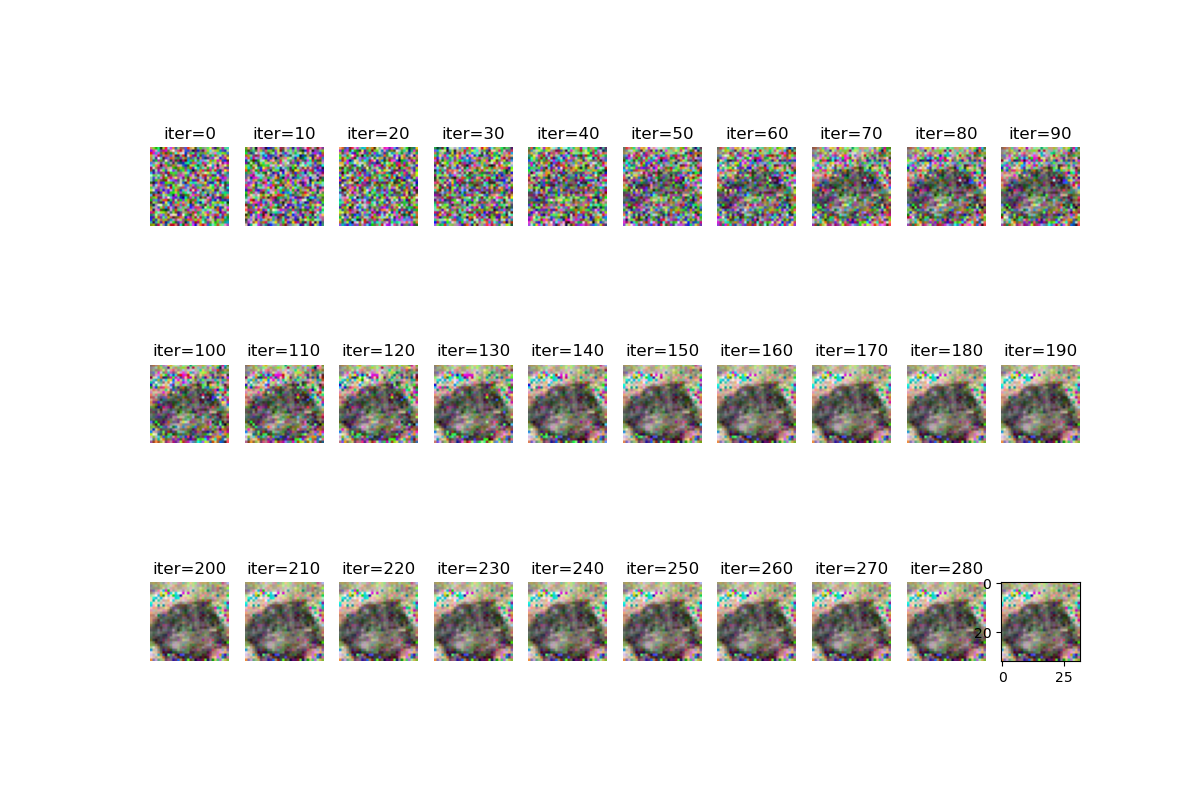 iter=0 iter=10 iter=20 iter=30 iter=40 iter=50 iter=60 iter=70 iter=80 iter=90
iter=100 iter=110 iter=120 iter=130 iter=140 iter=150 iter=160 iter=170 iter=180 iter=190
iter=200 iter=210 iter=220 iter=230 iter=240 iter=250 iter=260 iter=270 iter=280
0
20
0 25